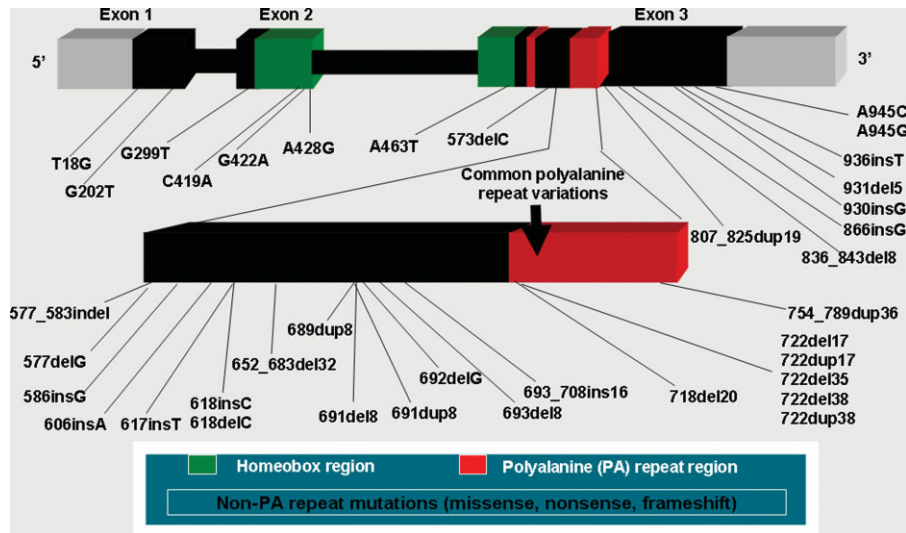 Exon 1
Exon 2
Exon 3
5’
3’
T18G
G202T
G299T
C419A
G422A
A428G
A463T
573delC
A945C
A945G
936insT
931del5
930insG
866insG
836_843del8
807_825dup19
Common polyalanine
repeat variations
577_583indel
577delG
586insG
606insA
617insT
618insC
618delC
652_683del32
689dup8
691del8
691dup8
692delG
693del8
693_708ins16
718del20
754_789dup36
722del17
722dup17
722del35
722del38
722dup38
Homeobox region
Polyalanine (PA) repeat region
Non-PA repeat mutations (missense, nonsense, frameshift)